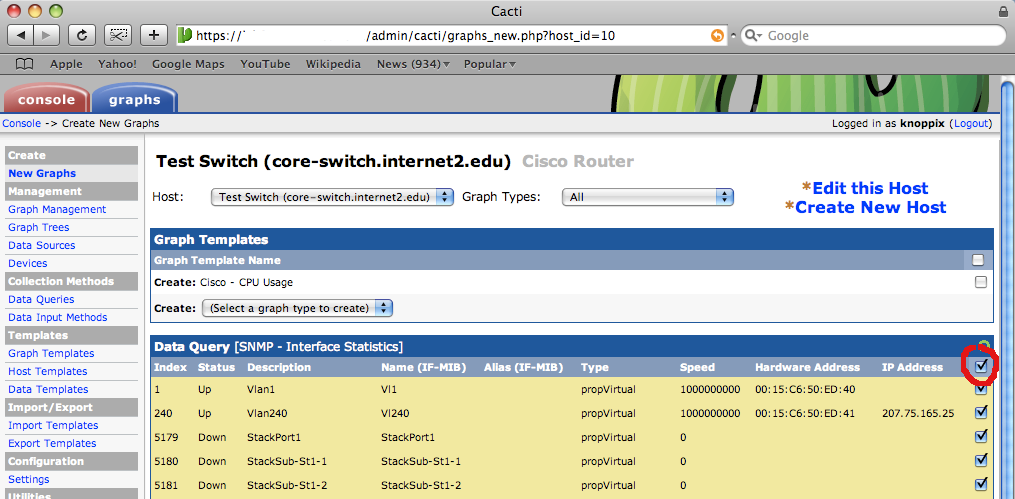 Cacti
https:// /admin/cacti/graphs_new.php?host_id=10
Google
Apple Yahoo! Google Maps YouTube Wikipedia News (934) Popular
console graphs
Console -> Create New Graphs Logged in as knoppix (Logout)
Create
New Graphs
Management
Graph Management
Graph Trees
Data Sources
Devices
Collection Methods
Data Queries
Data Input Methods
Templates
Graph Templates
Host Templates
Data Templates
Import/Export
Import Templates
Export Templates
Configuration
Settings
Utilities
Test Switch (core-switch.internet2.edu) Cisco Router
Host: Test Switch (core-switch.internet2.edu) Graph Types: All
*Edit this Host
*Create New Host
Graph Templates
Graph Template Name
Create: Cisco - CPU Usage
Create: (Select a graph type to create)
Data Query [SNMP - Interface Statistics]
Index Status Description Name (IF-MIB) Alias (IF-MIB) Type Speed Hardware Address IP Address
1 Up Vlan1 Vl1 propVirtual 1000000000 00:15:C6:50:ED:40
240 Up Vlan240 Vl240 propVirtual 1000000000 00:15:C6:50:ED:41 207.75.165.25
5179 Down StackPort1 StackPort1 propVirtual 0
5180 Down StackSub-St1-1 StackSub-St1-1 propVirtual 0
5181 Down StackSub-St1-2 StackSub-St1-2 propVirtual 0